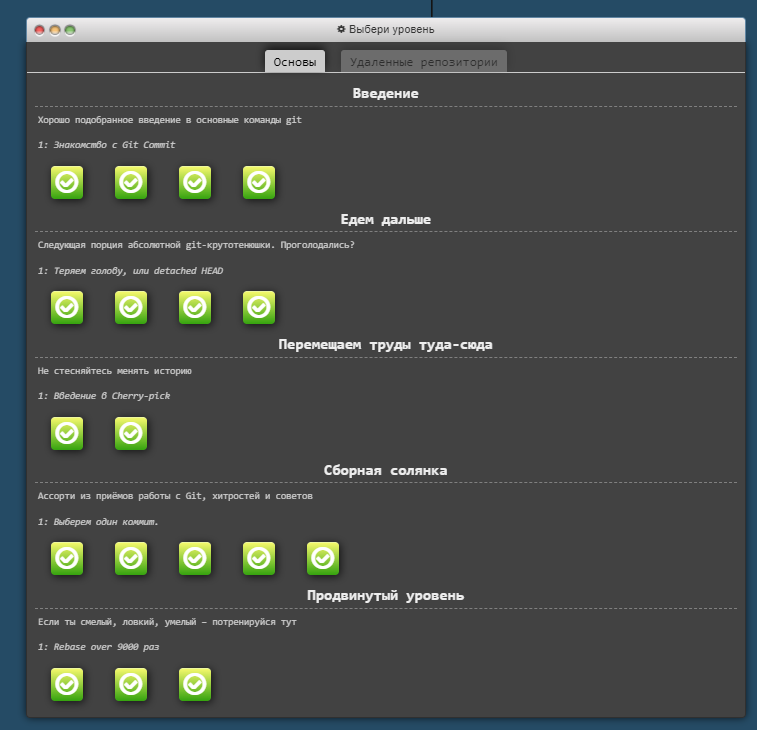 Выбери уровень
Основы
Удаленные репозитории
Введение
Хорошо подобранное введение в основные команды git
1: Знакомство с Git Commit
Едем дальше
Следующая порция абсолютной git-крутотенюшки. Проголодались?
1: Теряем голову, или detached HEAD
Перемещаем труды туда-сюда
Не стесняйтесь менять историю
1: Введение в Cherry-pick
Сборная солянка
Ассорти из приёмов работы с Git, хитростей и советов
1: Выберем один коммит.
Продвинутый уровень
Если ты смелый, ловкий, умелый – потренируйся тут
1: Rebase over 9000 раз